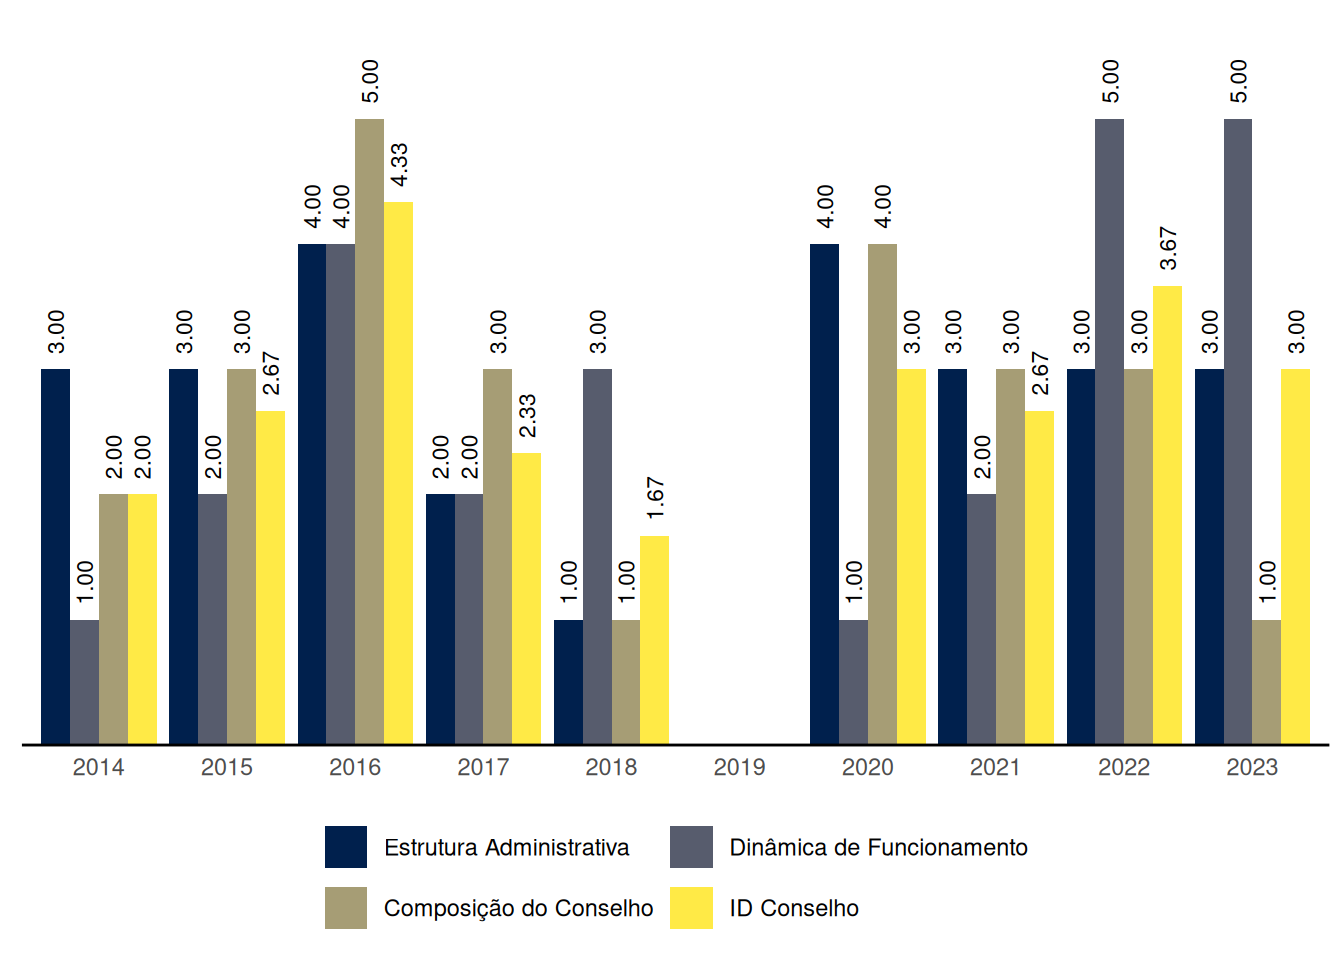 3.00 1.00 2.00 2.00 3.00 2.00 3.00 2.67 4.00 4.00 5.00 4.33 2.00 2.00 3.00 2.33 1.00 3.00 1.00 1.67 4.00 1.00 4.00 3.00 3.00 2.00 3.00 2.67 3.00 5.00 3.00 3.67 3.00 5.00 1.00 3.00
2014 2015 2016 2017 2018 2019 2020 2021 2022 2023
Estrutura Administrativa Dinâmica de Funcionamento
Composição do Conselho ID Conselho